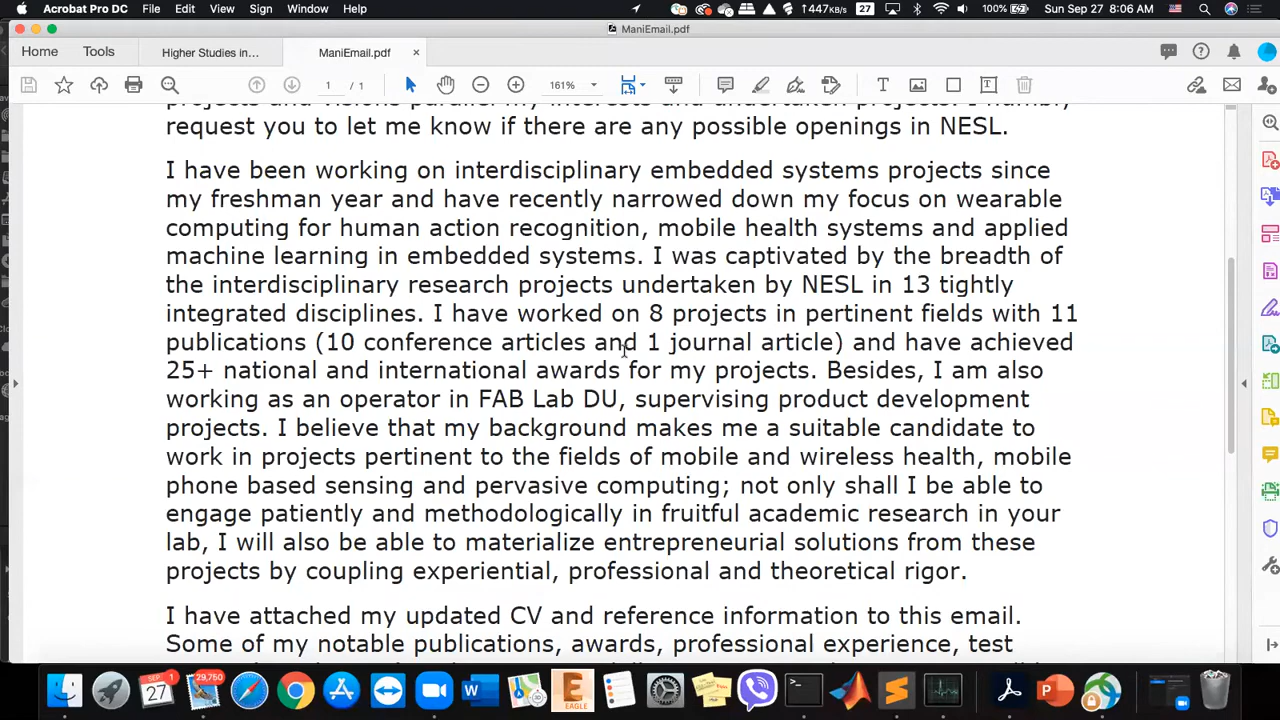 Acrobat Pro DC File Edit View Sign Window Help 447KB/s 27 100% Sun Sep 27 8:06 AM
ManiEmail.pdf
Home Tools Higher Studies in... ManiEmail.pdf ×
1 / 1 161%
request you to let me know if there are any possible openings in NESL.
I have been working on interdisciplinary embedded systems projects since
my freshman year and have recently narrowed down my focus on wearable
computing for human action recognition, mobile health systems and applied
machine learning in embedded systems. I was captivated by the breadth of
the interdisciplinary research projects undertaken by NESL in 13 tightly
integrated disciplines. I have worked on 8 projects in pertinent fields with 11
publications (10 conference articles and 1 journal article) and have achieved
25+ national and international awards for my projects. Besides, I am also
working as an operator in FAB Lab DU, supervising product development
projects. I believe that my background makes me a suitable candidate to
work in projects pertinent to the fields of mobile and wireless health, mobile
phone based sensing and pervasive computing; not only shall I be able to
engage patiently and methodologically in fruitful academic research in your
lab, I will also be able to materialize entrepreneurial solutions from these
projects by coupling experiential, professional and theoretical rigor.
I have attached my updated CV and reference information to this email.
Some of my notable publications, awards, professional experience, test
SEP 27 29,750 EAGLE